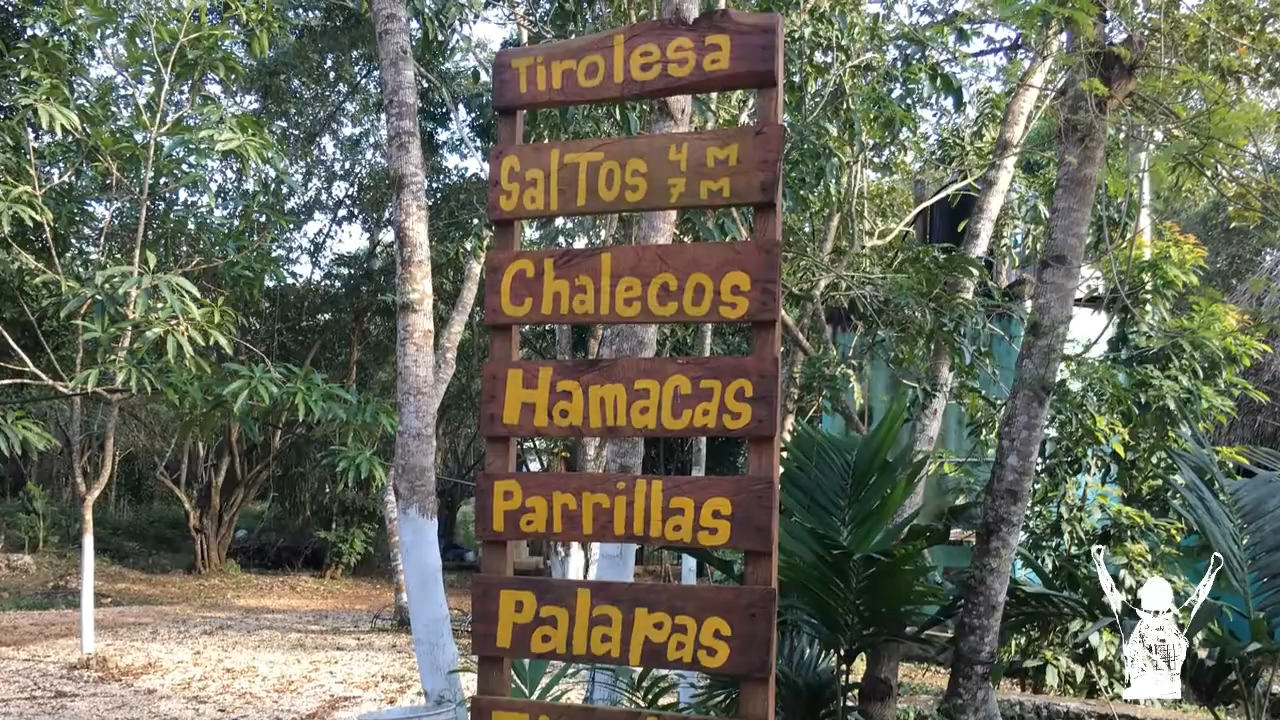 Tirolesa
SalTos 4 M
7 M
Chalecos
Hamacas
Parrillas
Palapas